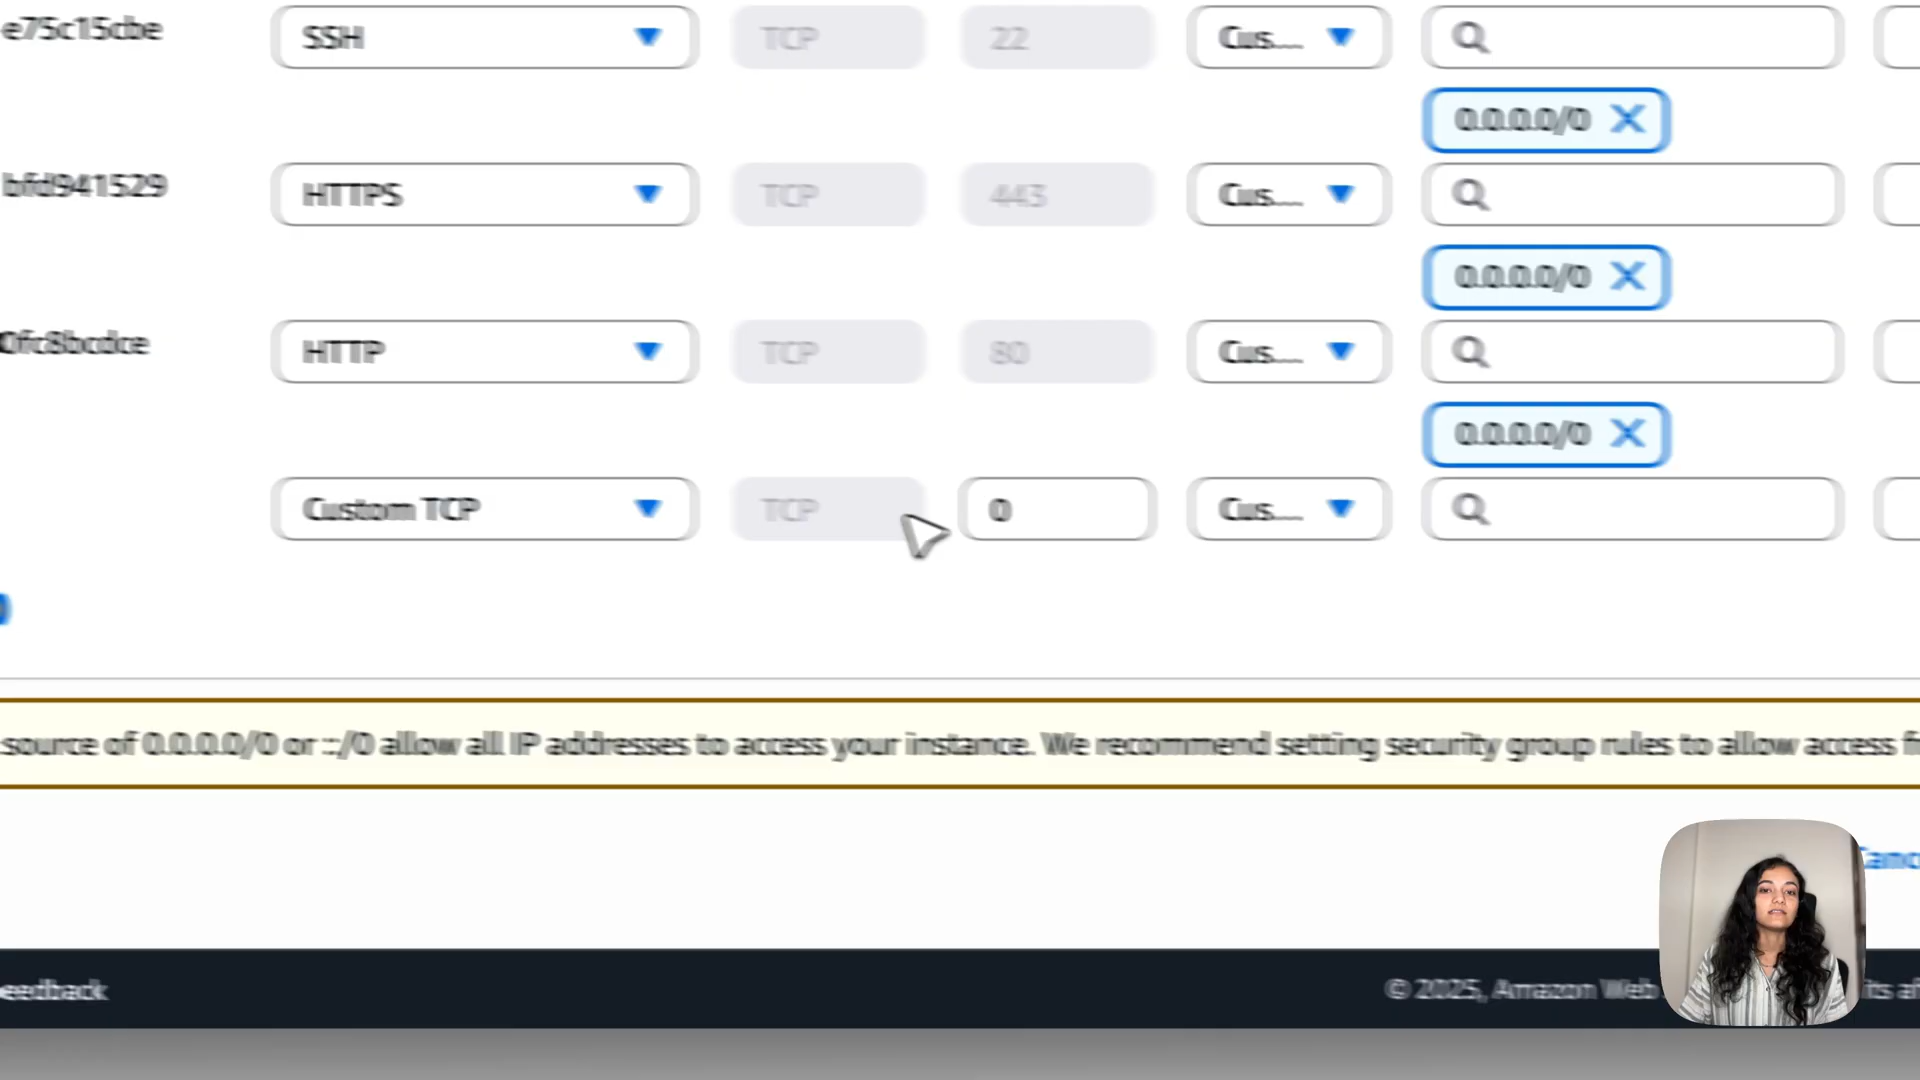 e75c15cbe SSH TCP 22 Cus... 
0.0.0.0/0
bfd941529 HTTPS TCP 443 Cus...
0.0.0.0/0
0fc8bcdce HTTP TCP 80 Cus...
0.0.0.0/0
Custom TCP TCP 0 Cus...
source of 0.0.0.0/0 or ::/0 allow all IP addresses to access your instance. We recommend setting security group rules to allow access
Canc
eedback © 2025, Amazon Web its af